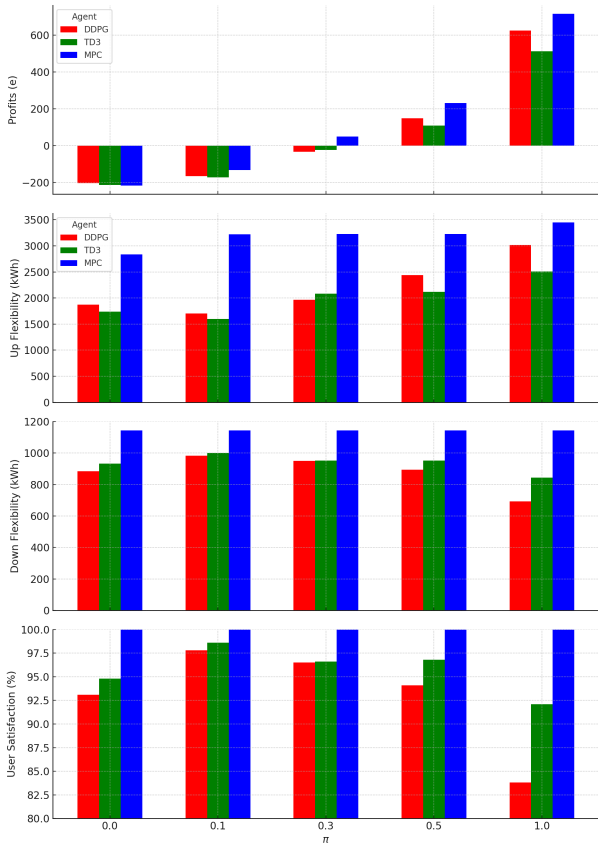 Profits (e)
600
400
200
0
−200
Agent
DDPG
TD3
MPC
Up Flexibility (kWh)
3500
3000
2500
2000
1500
1000
500
0
Agent
DDPG
TD3
MPC
Down Flexibility (kWh)
1200
1000
800
600
400
200
0
User Satisfaction (%)
100.0
97.5
95.0
92.5
90.0
87.5
85.0
82.5
80.0
0.0 0.1 0.3 0.5 1.0
π